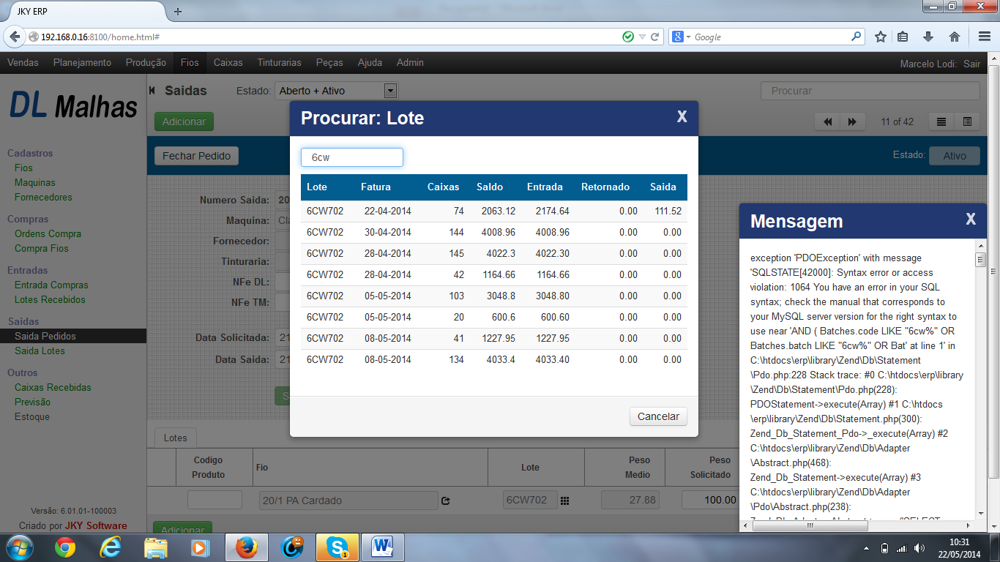 JKY ERP
192.168.0.16:8100/home.html#
Google
Vendas Planejamento Produção Fios Caixas Tinturarias Peças Ajuda Admin Marcelo Lodi: Sair
DL Malhas
Saidas Estado: Aberto + Ativo Procurar
Adicionar 11 of 42
Fechar Pedido Estado: Ativo
Cadastros
Fios
Maquinas
Fornecedores
Compras
Ordens Compra
Compra Fios
Entradas
Entrada Compras
Lotes Recebidos
Saidas
Saida Pedidos
Saida Lotes
Outros
Caixas Recebidas
Previsão
Estoque
Versão: 6.01.01-100003
Criado por JKY Software
Numero Saida: 20
Maquina:
Fornecedor:
Tinturaria:
NFe DL:
NFe TM:
Data Solicitada: 21
Data Saida: 21
Procurar: Lote X
6cw
Lote Fatura Caixas Saldo Entrada Retornado Saida
6CW702 22-04-2014 74 2063.12 2174.64 0.00 111.52
6CW702 30-04-2014 144 4008.96 4008.96 0.00 0.00
6CW702 28-04-2014 145 4022.3 4022.30 0.00 0.00
6CW702 28-04-2014 42 1164.66 1164.66 0.00 0.00
6CW702 05-05-2014 103 3048.8 3048.80 0.00 0.00
6CW702 05-05-2014 20 600.6 600.60 0.00 0.00
6CW702 08-05-2014 41 1227.95 1227.95 0.00 0.00
6CW702 08-05-2014 134 4033.4 4033.40 0.00 0.00
Cancelar
Mensagem X
exception 'PDOException' with message
'SQLSTATE[42000]: Syntax error or access
violation: 1064 You have an error in your SQL
syntax; check the manual that corresponds to
your MySQL server version for the right syntax to
use near 'AND ( Batches.code LIKE "6cw%" OR
Batches.batch LIKE "6cw%" OR Bat' at line 1' in
C:\htdocs\erp\library\Zend\Db\Statement
\Pdo.php:228 Stack trace: #0 C:\htdocs\erp\library
\Zend\Db\Statement\Pdo.php(228):
PDOStatement->execute(Array) #1 C:\htdocs
\erp\library\Zend\Db\Statement.php(300):
Zend_Db_Statement_Pdo->_execute(Array) #2
C:\htdocs\erp\library\Zend\Db\Adapter
\Abstract.php(468):
Zend_Db_Statement->execute(Array) #3
C:\htdocs\erp\library\Zend\Db\Adapter
\Pdo\Abstract.php(238):
Lotes
Codigo Produto Fio Lote Peso Medio Peso Solicitado
20/1 PA Cardado 6CW702 27.88 100.00
Adicionar
1
10:31
22/05/2014